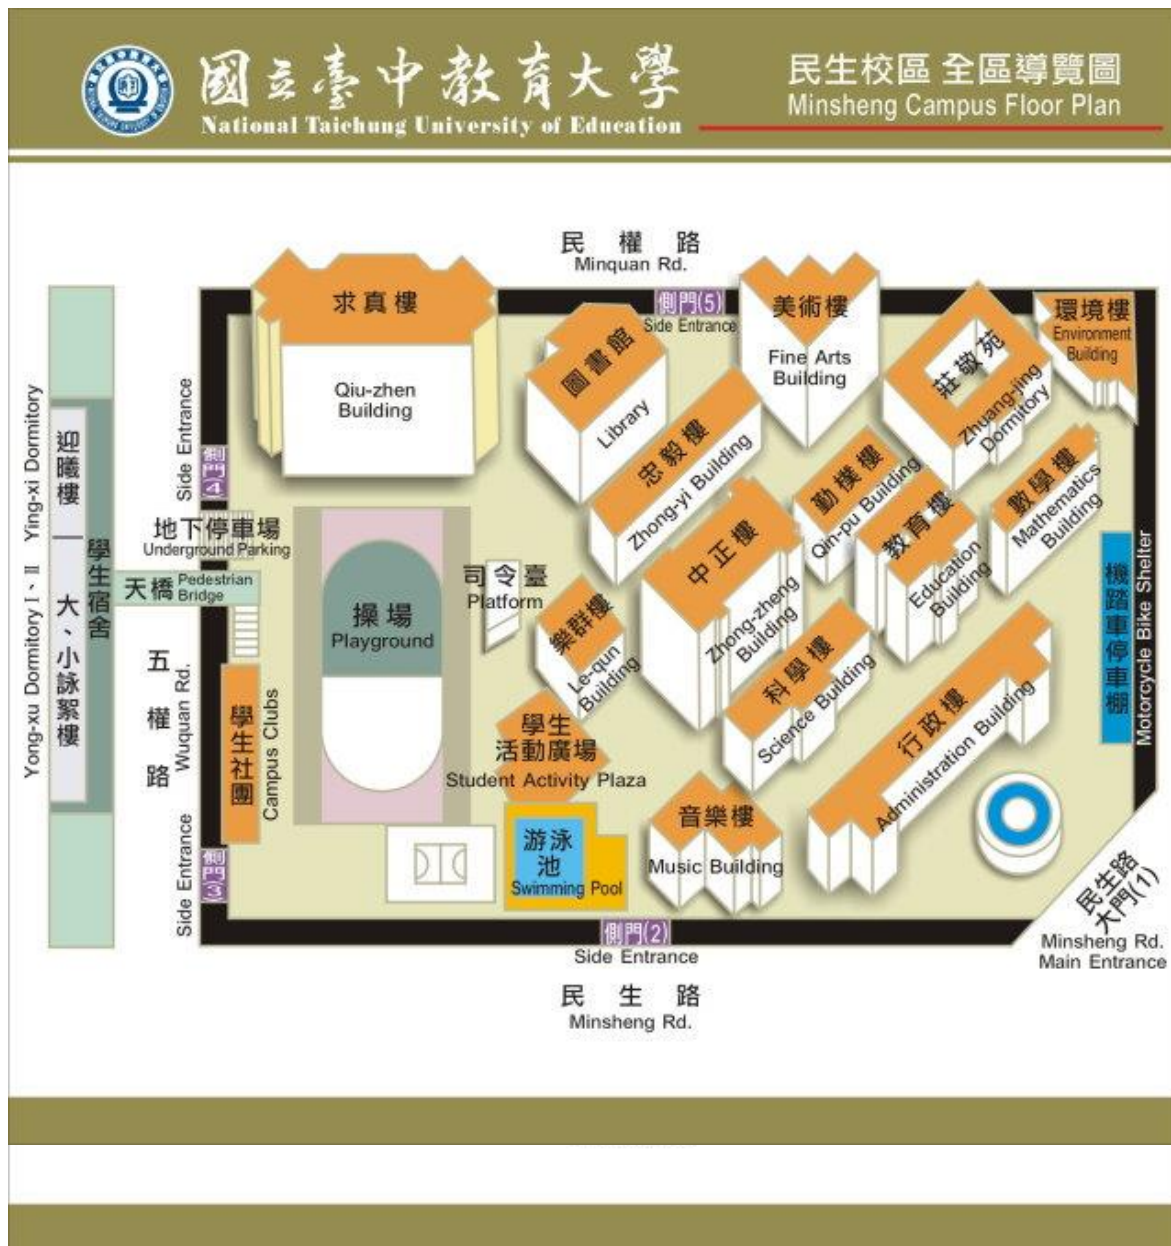 國立臺中教育大學
National Taichung University of Education
民生校區 全區導覽圖
Minsheng Campus Floor Plan
民權路
Minquan Rd.
側門(5)
Side Entrance
求真樓
Qiu-zhen
Building
圖書館
Library
美術樓
Fine Arts
Building
莊敬苑
Zhuang-jing
Dormitory
環境樓
Environment
Building
忠毅樓
Zhong-yi Building
勤樸樓
Qin-pu Building
教育樓
Education
Building
數學樓
Mathematics
Building
中正樓
Zhong-zheng
Building
Side Entrance
側門(4)
地下停車場
Underground Parking
天橋
Pedestrian
Bridge
迎曦樓
Ying-xi Dormitory
學生宿舍
大、小詠絮樓
Yong-xu Dormitory I、II
五權路
Wuquan Rd.
操場
Playground
司令臺
Platform
樂群樓
Le-qun
Building
科學樓
Science Building
行政樓
Administration Building
機踏車停車棚
Motorcycle Bike Shelter
學生社團
Campus Clubs
學生
活動廣場
Student Activity Plaza
音樂樓
Music Building
游泳
池
Swimming Pool
Side Entrance
側門(3)
側門(2)
Side Entrance
民生路
Minsheng Rd.
民生路
大門(1)
Minsheng Rd.
Main Entrance